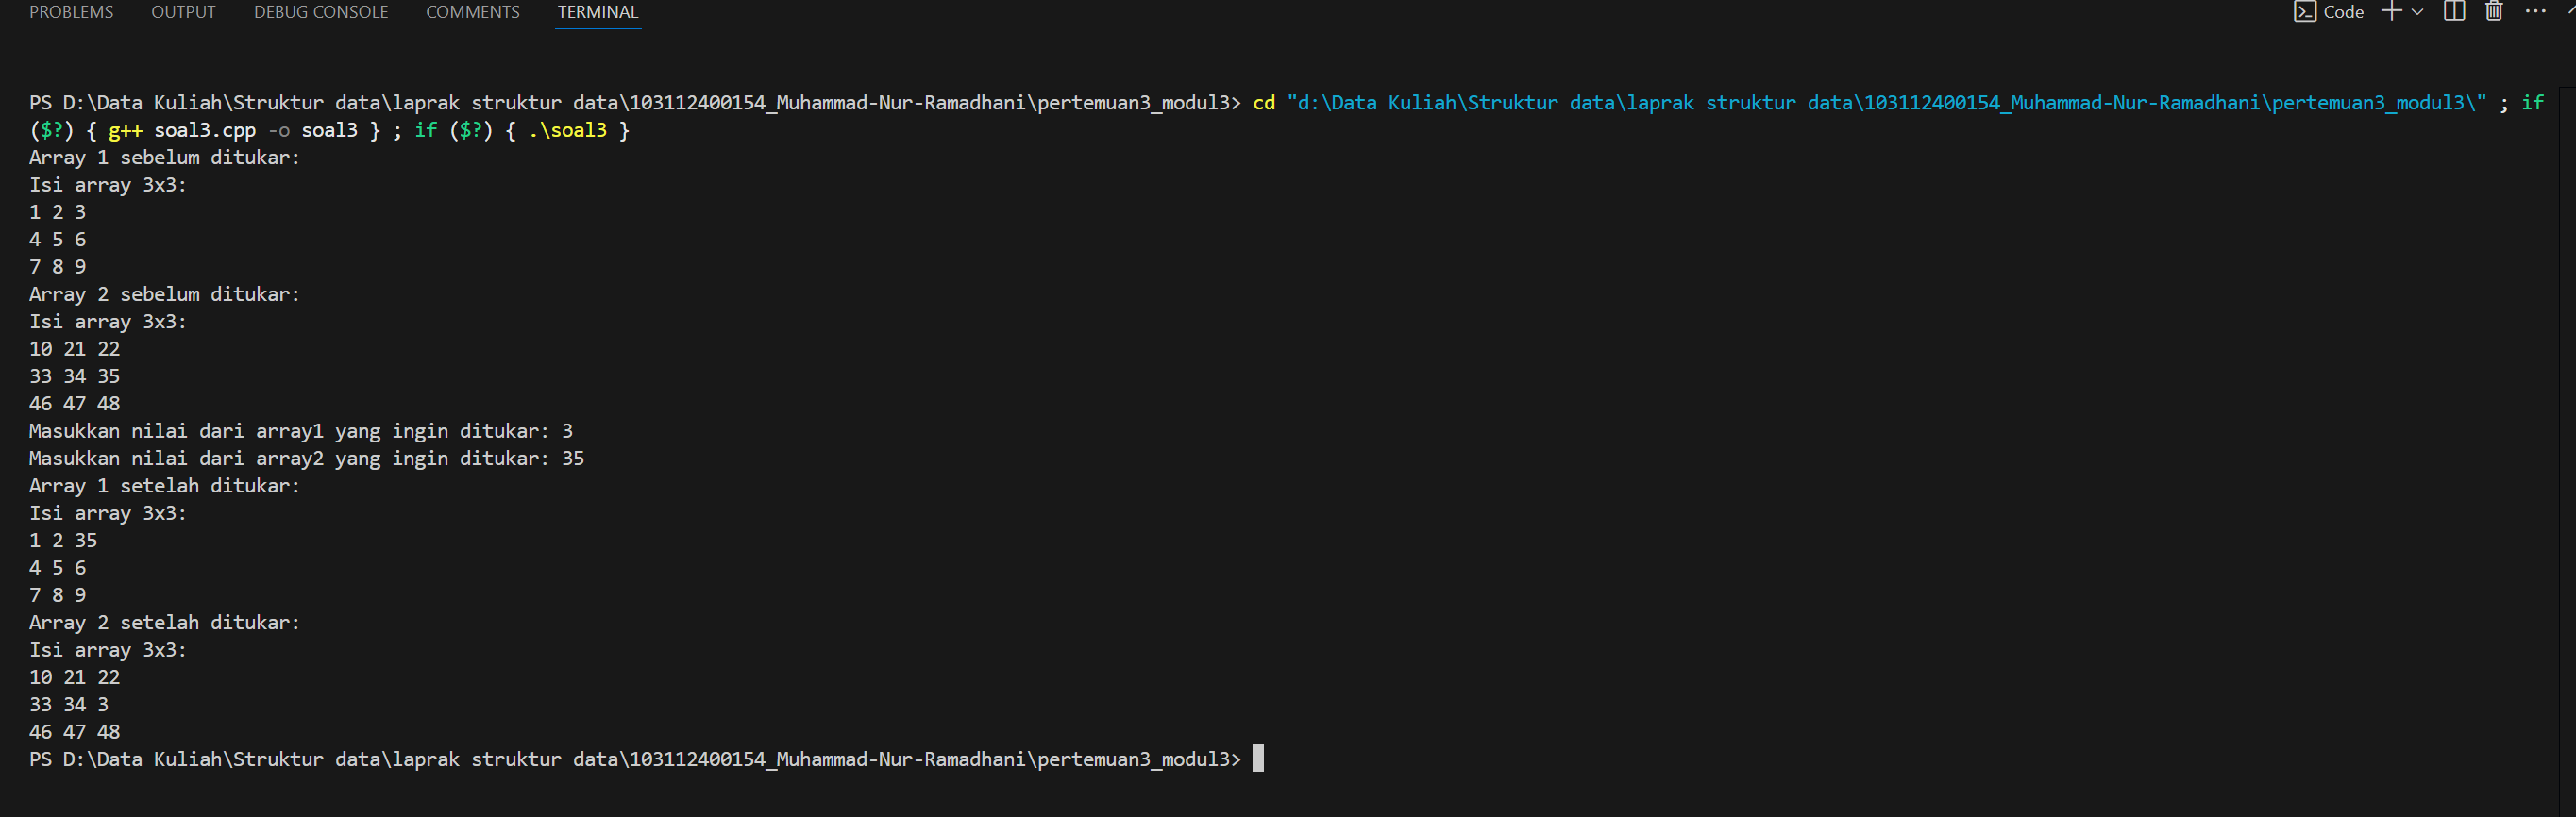 PROBLEMS OUTPUT DEBUG CONSOLE COMMENTS TERMINAL Code
PS D:\Data Kuliah\Struktur data\laprak struktur data\103112400154_Muhammad-Nur-Ramadhani\pertemuan3_modul3> cd "d:\Data Kuliah\Struktur data\laprak struktur data\103112400154_Muhammad-Nur-Ramadhani\pertemuan3_modul3\" ; if
($?) { g++ soal3.cpp -o soal3 } ; if ($?) { .\soal3 }
Array 1 sebelum ditukar:
Isi array 3x3:
1 2 3
4 5 6
7 8 9
Array 2 sebelum ditukar:
Isi array 3x3:
10 21 22
33 34 35
46 47 48
Masukkan nilai dari array1 yang ingin ditukar: 3
Masukkan nilai dari array2 yang ingin ditukar: 35
Array 1 setelah ditukar:
Isi array 3x3:
1 2 35
4 5 6
7 8 9
Array 2 setelah ditukar:
Isi array 3x3:
10 21 22
33 34 3
46 47 48
PS D:\Data Kuliah\Struktur data\laprak struktur data\103112400154_Muhammad-Nur-Ramadhani\pertemuan3_modul3>